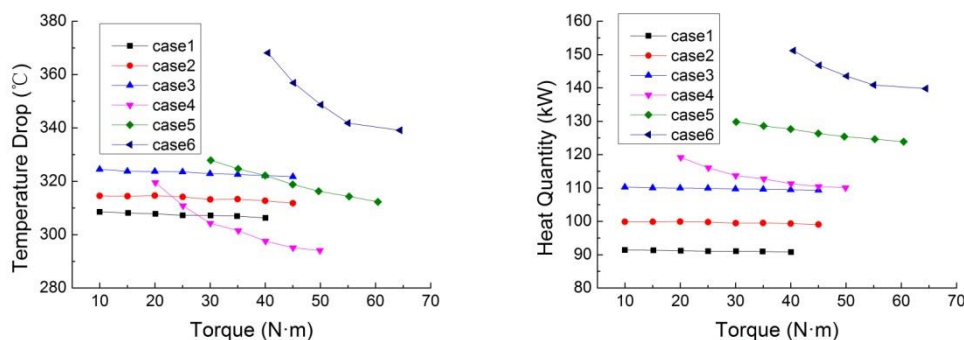 380
360
340
320
300
280
Temperature Drop (℃)
case1
case2
case3
case4
case5
case6
10 20 30 40 50 60 70
Torque (N·m)
160
150
140
130
120
110
100
90
80
Heat Quantity (kW)
case1
case2
case3
case4
case5
case6
10 20 30 40 50 60 70
Torque (N·m)